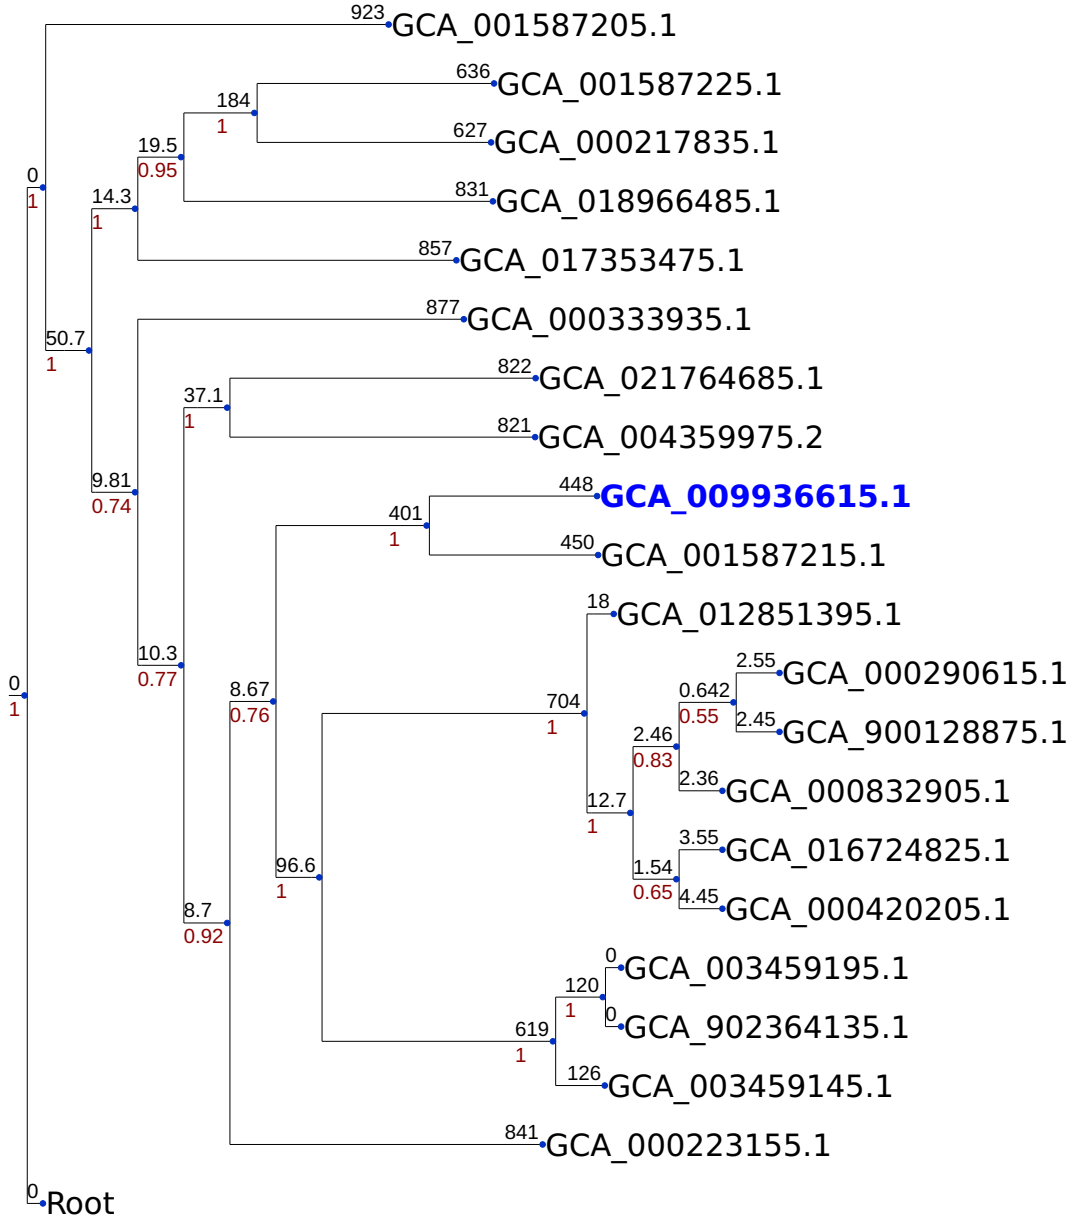 923 GCA_001587205.1
636 GCA_001587225.1
184
1
627 GCA_000217835.1
19.5
0.95
0
1
14.3
1
831 GCA_018966485.1
857 GCA_017353475.1
877 GCA_000333935.1
50.7
1
822 GCA_021764685.1
37.1
1
821 GCA_004359975.2
9.81
0.74
448 GCA_009936615.1
401
1
450 GCA_001587215.1
18 GCA_012851395.1
10.3
0.77
2.55 GCA_000290615.1
0
1
8.67
0.76
704
1
0.642
0.55
2.45 GCA_900128875.1
2.46
0.83
2.36 GCA_000832905.1
12.7
1
3.55 GCA_016724825.1
96.6
1
1.54
0.65
4.45 GCA_000420205.1
8.7
0.92
0 GCA_003459195.1
120
1
0 GCA_902364135.1
619
1
126 GCA_003459145.1
841 GCA_000223155.1
0 Root